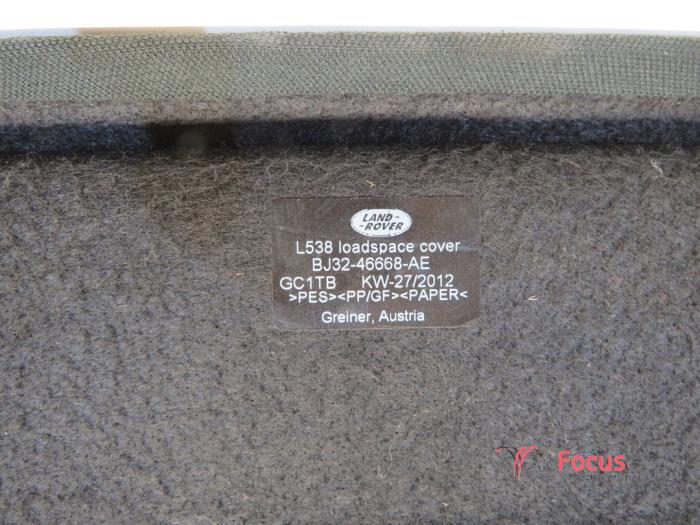 LAND-
-ROVER
L538 loadspace cover
BJ32-46668-AE
GC1TB KW-27/2012
>PES><PP/GF><PAPER<
Greiner, Austria
Focus